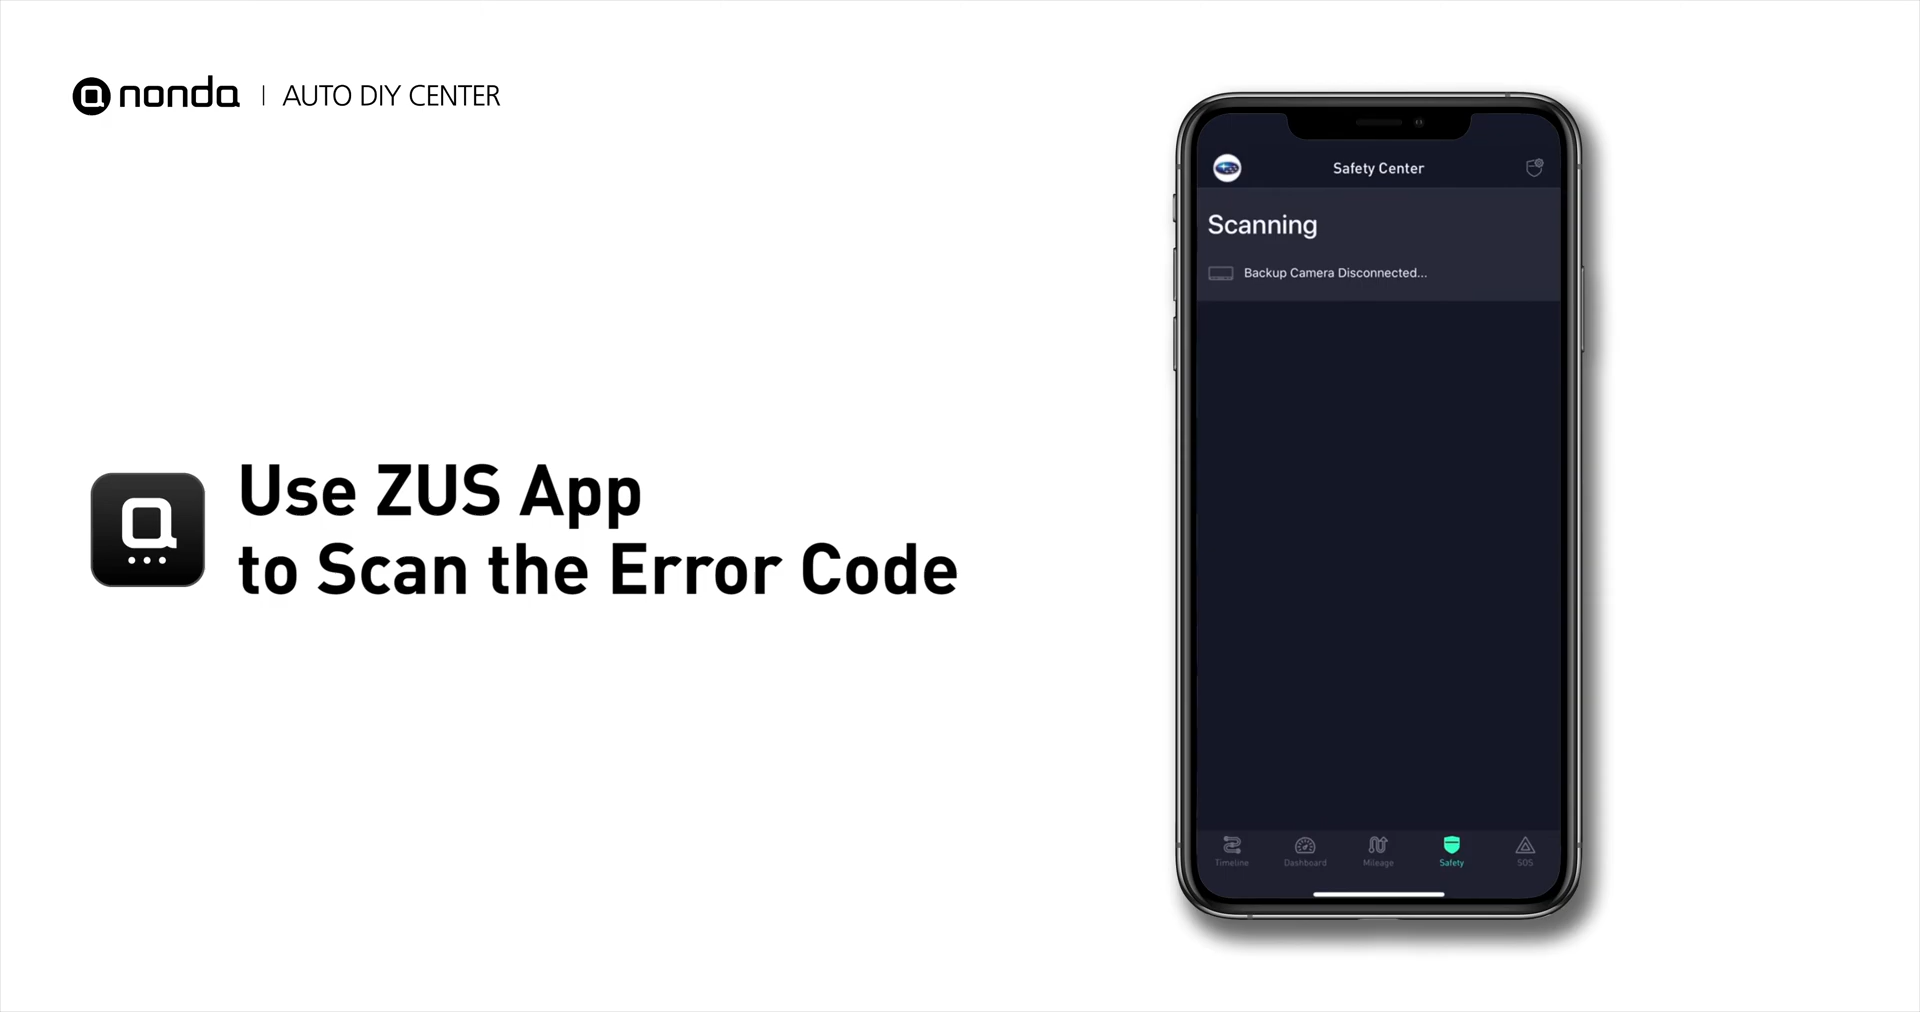 nonda | AUTO DIY CENTER
Use ZUS App
to Scan the Error Code
Safety Center
Scanning
Backup Camera Disconnected...
Timeline
Dashboard
Mileage
Safety
SOS